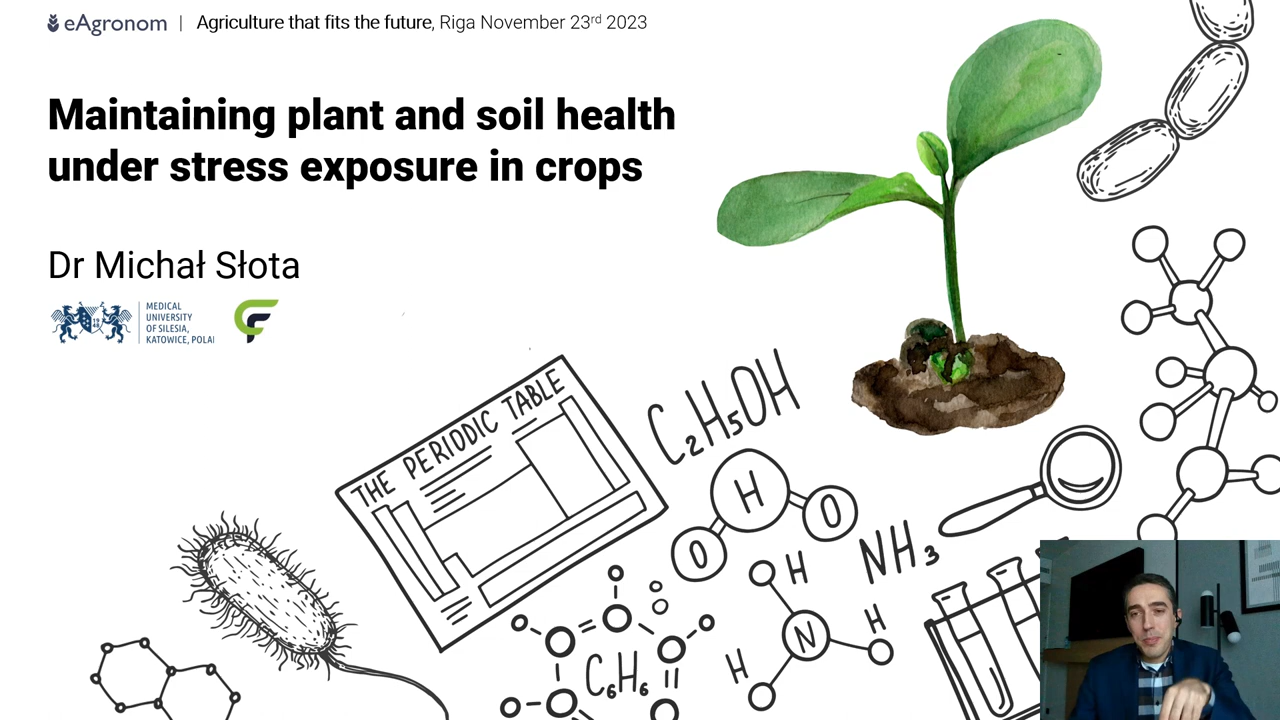 eAgronom | Agriculture that fits the future, Riga November 23rd 2023
Maintaining plant and soil health
under stress exposure in crops
Dr Michał Słota
MEDICAL
UNIVERSITY
OF SILESIA,
KATOWICE, POLA
THE PERIODIC TABLE
C₂H₅OH
H
O
O
NH₃
H
N
H
H
C₆H₆